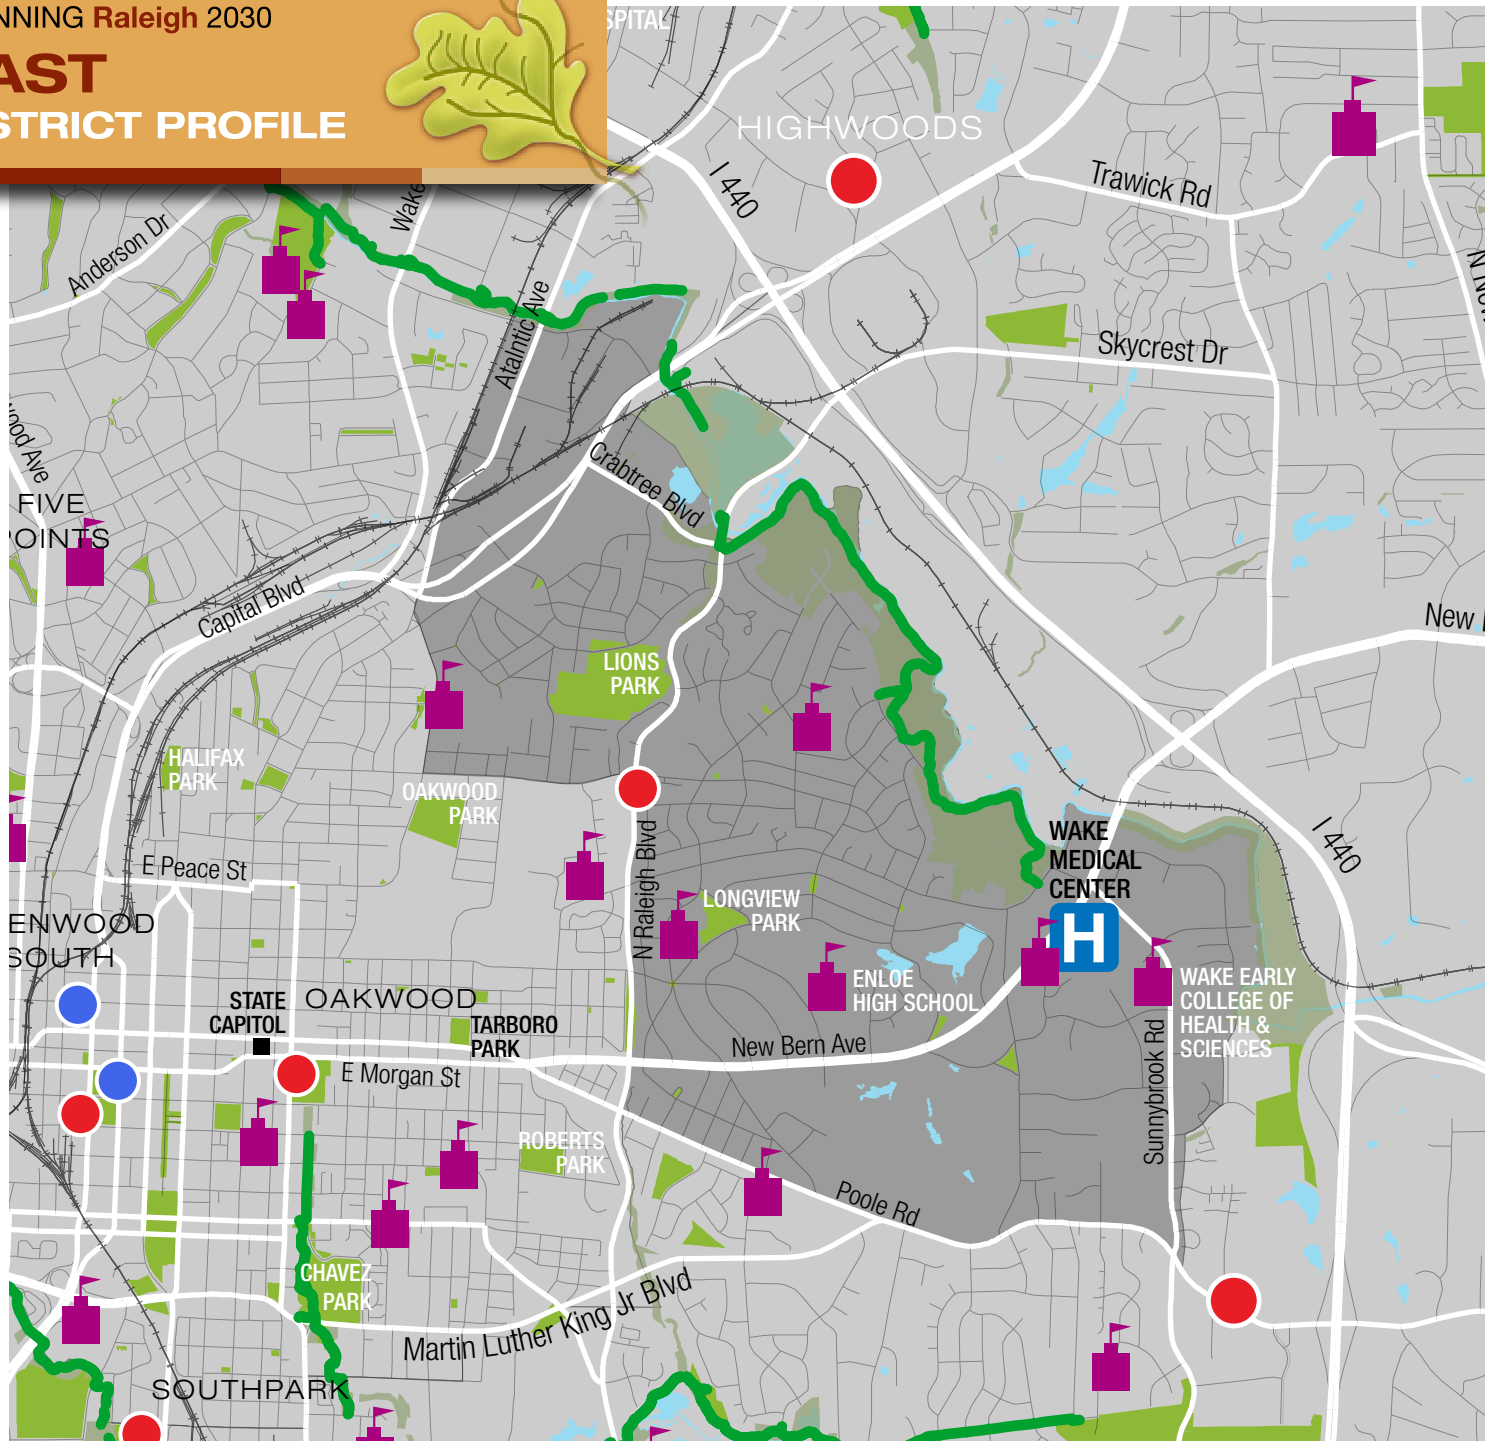 NNING Raleigh 2030
AST
STRICT PROFILE
SPITAL
HIGHWOODS
I 440
Trawick Rd
Wake
Anderson Dr
Atalntic Ave
Skycrest Dr
ood Ave
FIVE
POINTS
Crabtree Blvd
Capital Blvd
New
LIONS
PARK
HALIFAX
PARK
OAKWOOD
PARK
I 440
WAKE
MEDICAL
CENTER
H
E Peace St
N Raleigh Blvd
LONGVIEW
PARK
ENWOOD
SOUTH
ENLOE
HIGH SCHOOL
WAKE EARLY
COLLEGE OF
HEALTH &
SCIENCES
STATE
CAPITOL
OAKWOOD
TARBORO
PARK
New Bern Ave
E Morgan St
Sunnybrook Rd
ROBERTS
PARK
Poole Rd
CHAVEZ
PARK
Martin Luther King Jr Blvd
SOUTHPARK